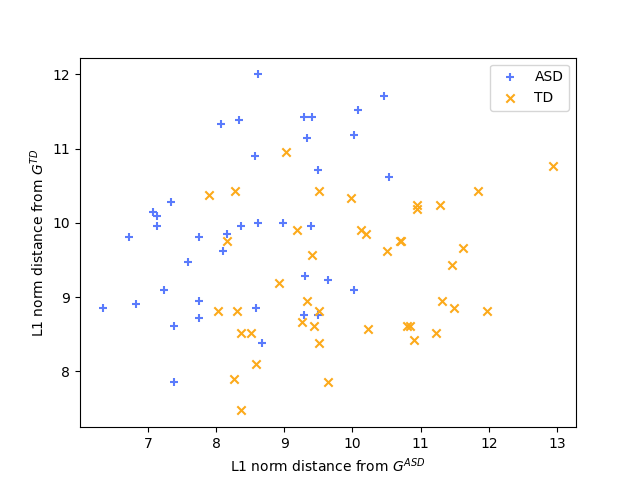 12
11
10
9
8
L1 norm distance from G^{TD}
ASD
TD
7 8 9 10 11 12 13
L1 norm distance from G^{ASD}